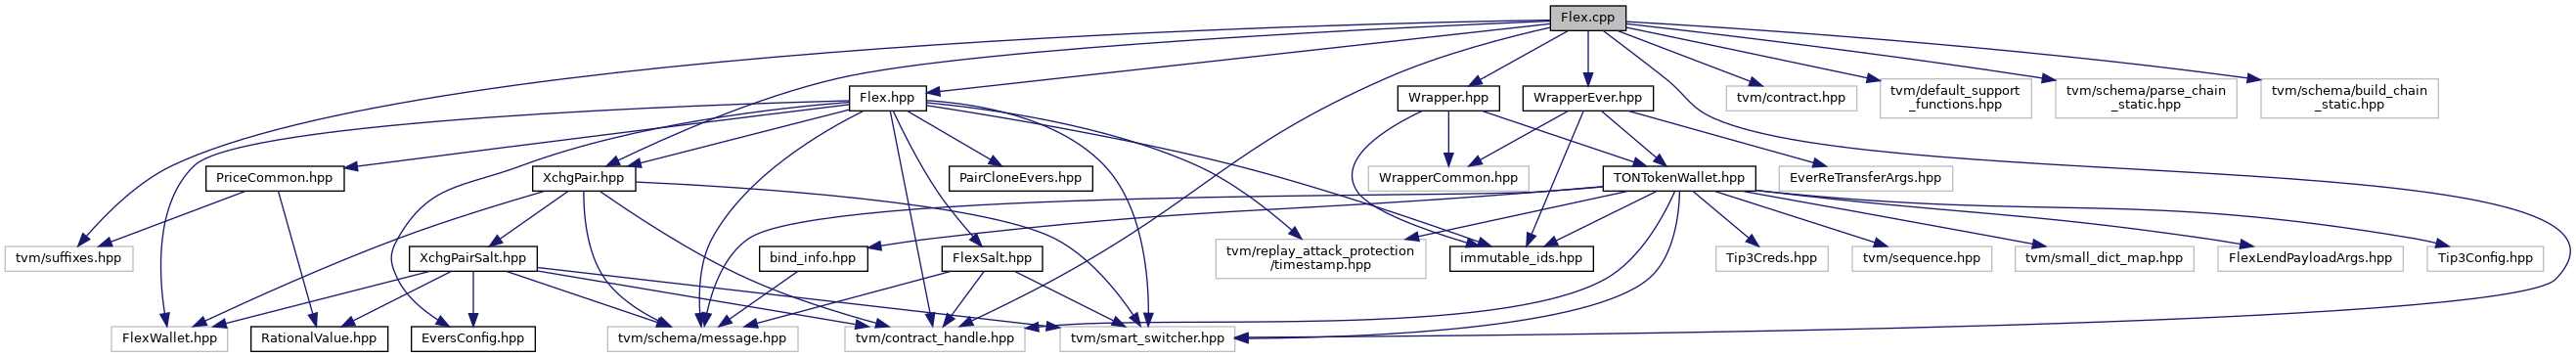 Flex.cpp
Flex.hpp
Wrapper.hpp
WrapperEver.hpp
tvm/contract.hpp
tvm/default_support
_functions.hpp
tvm/schema/parse_chain
_static.hpp
tvm/schema/build_chain
_static.hpp
PriceCommon.hpp
XchgPair.hpp
PairCloneEvers.hpp
WrapperCommon.hpp
TONTokenWallet.hpp
EverReTransferArgs.hpp
tvm/suffixes.hpp
XchgPairSalt.hpp
bind_info.hpp
FlexSalt.hpp
tvm/replay_attack_protection
/timestamp.hpp
immutable_ids.hpp
Tip3Creds.hpp
tvm/sequence.hpp
tvm/small_dict_map.hpp
FlexLendPayloadArgs.hpp
Tip3Config.hpp
FlexWallet.hpp
RationalValue.hpp
EversConfig.hpp
tvm/schema/message.hpp
tvm/contract_handle.hpp
tvm/smart_switcher.hpp